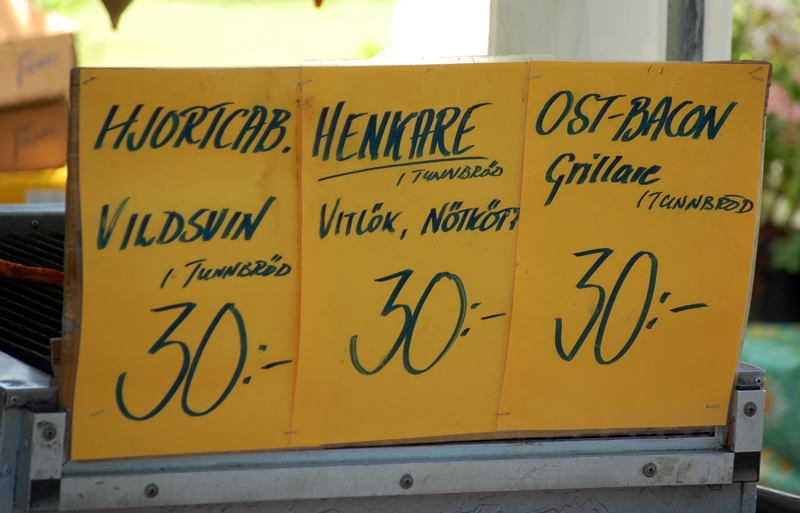 HJORTCAB.
VILDSVIN
I TUNNBRÖD
30:-
HENKARE
I TUNNBRÖD
VITLÖK, NÖTKÖTT
30:-
OST-BACON
Grillare
I TUNNBRÖD
30:-